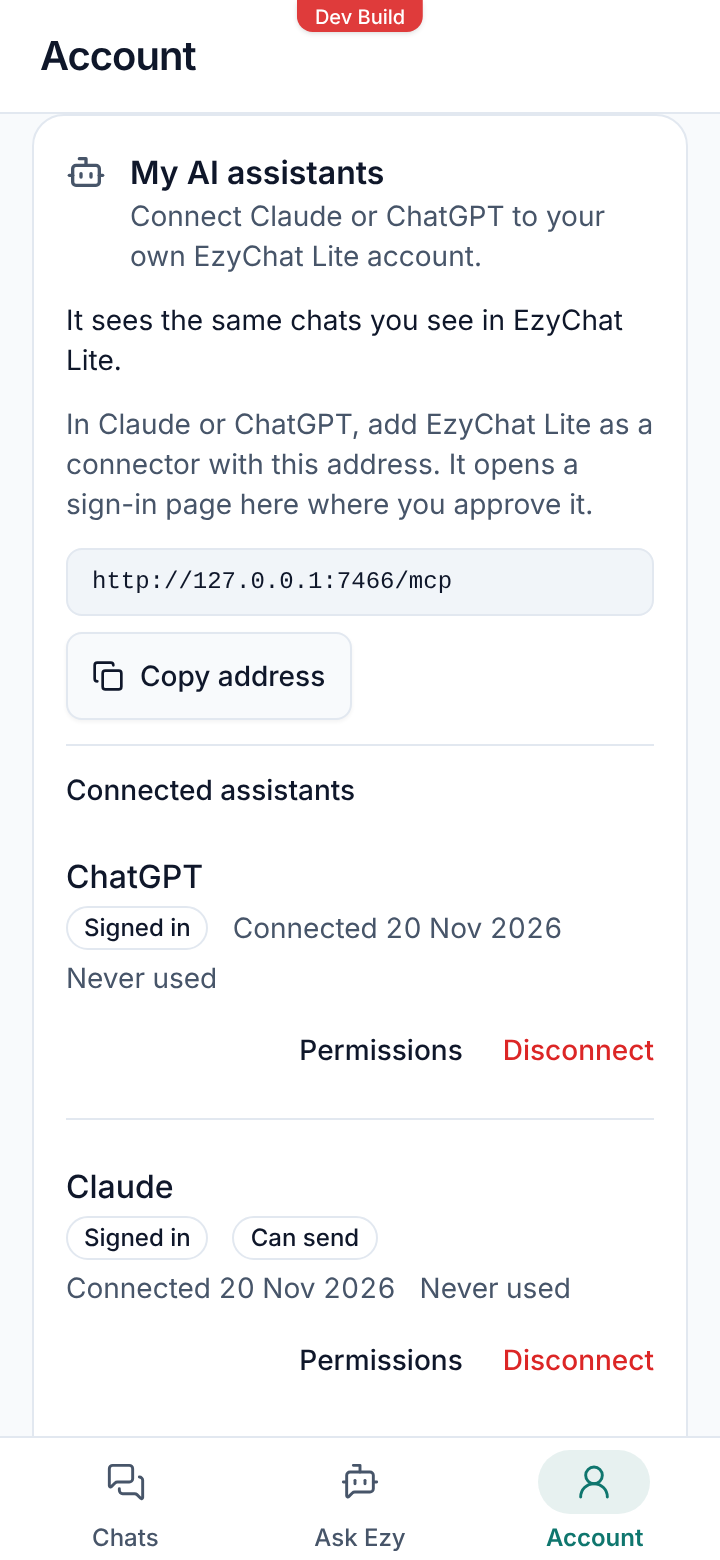 Dev Build
Account
My AI assistants
Connect Claude or ChatGPT to your
own EzyChat Lite account.
It sees the same chats you see in EzyChat
Lite.
In Claude or ChatGPT, add EzyChat Lite as a
connector with this address. It opens a
sign-in page here where you approve it.
http://127.0.0.1:7466/mcp
Copy address
Connected assistants
ChatGPT
Signed in Connected 20 Nov 2026
Never used
Permissions Disconnect
Claude
Signed in Can send
Connected 20 Nov 2026 Never used
Permissions Disconnect
Chats Ask Ezy Account